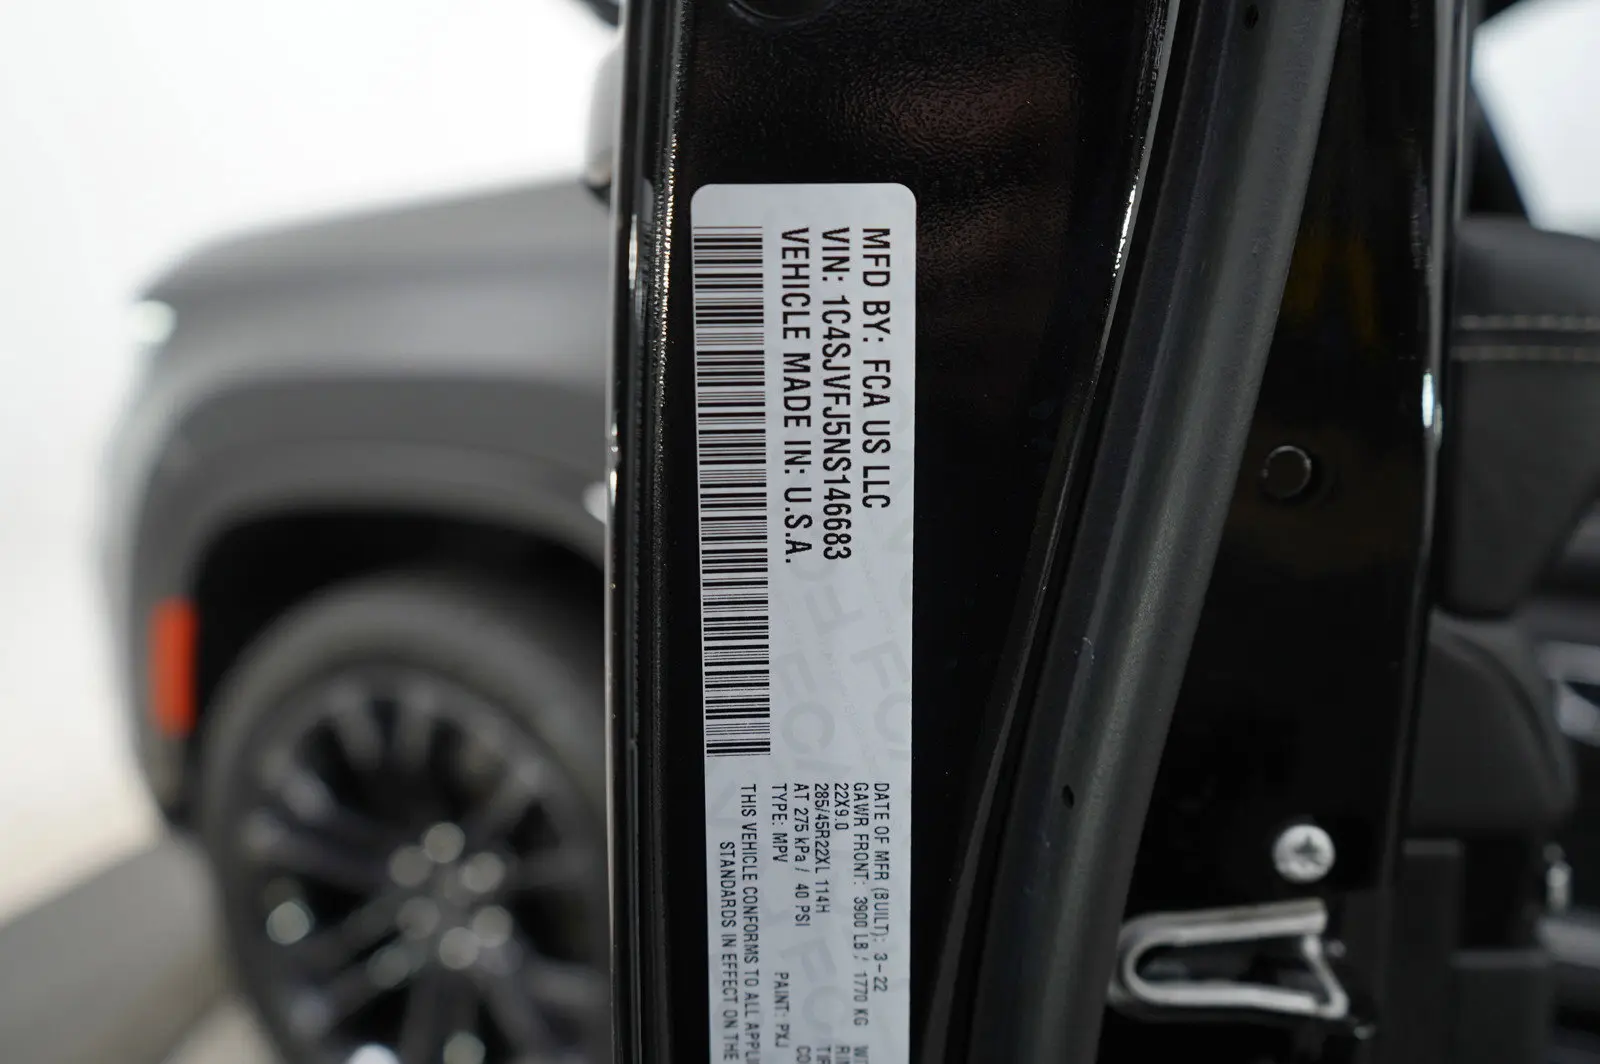 MFD BY: FCA US LLC
VIN: 1C4SJVFJ5NS146683
VEHICLE MADE IN: U.S.A.
DATE OF MFR (BUILT): 3-22
GAWR FRONT: 3900 LB / 1770 KG
22X9.0
285/45R22XL 114H
AT 275 kPa / 40 PSI
TYPE: MPV PAINT: PXJ
THIS VEHICLE CONFORMS TO ALL
STANDARDS IN EFFECT ON THE